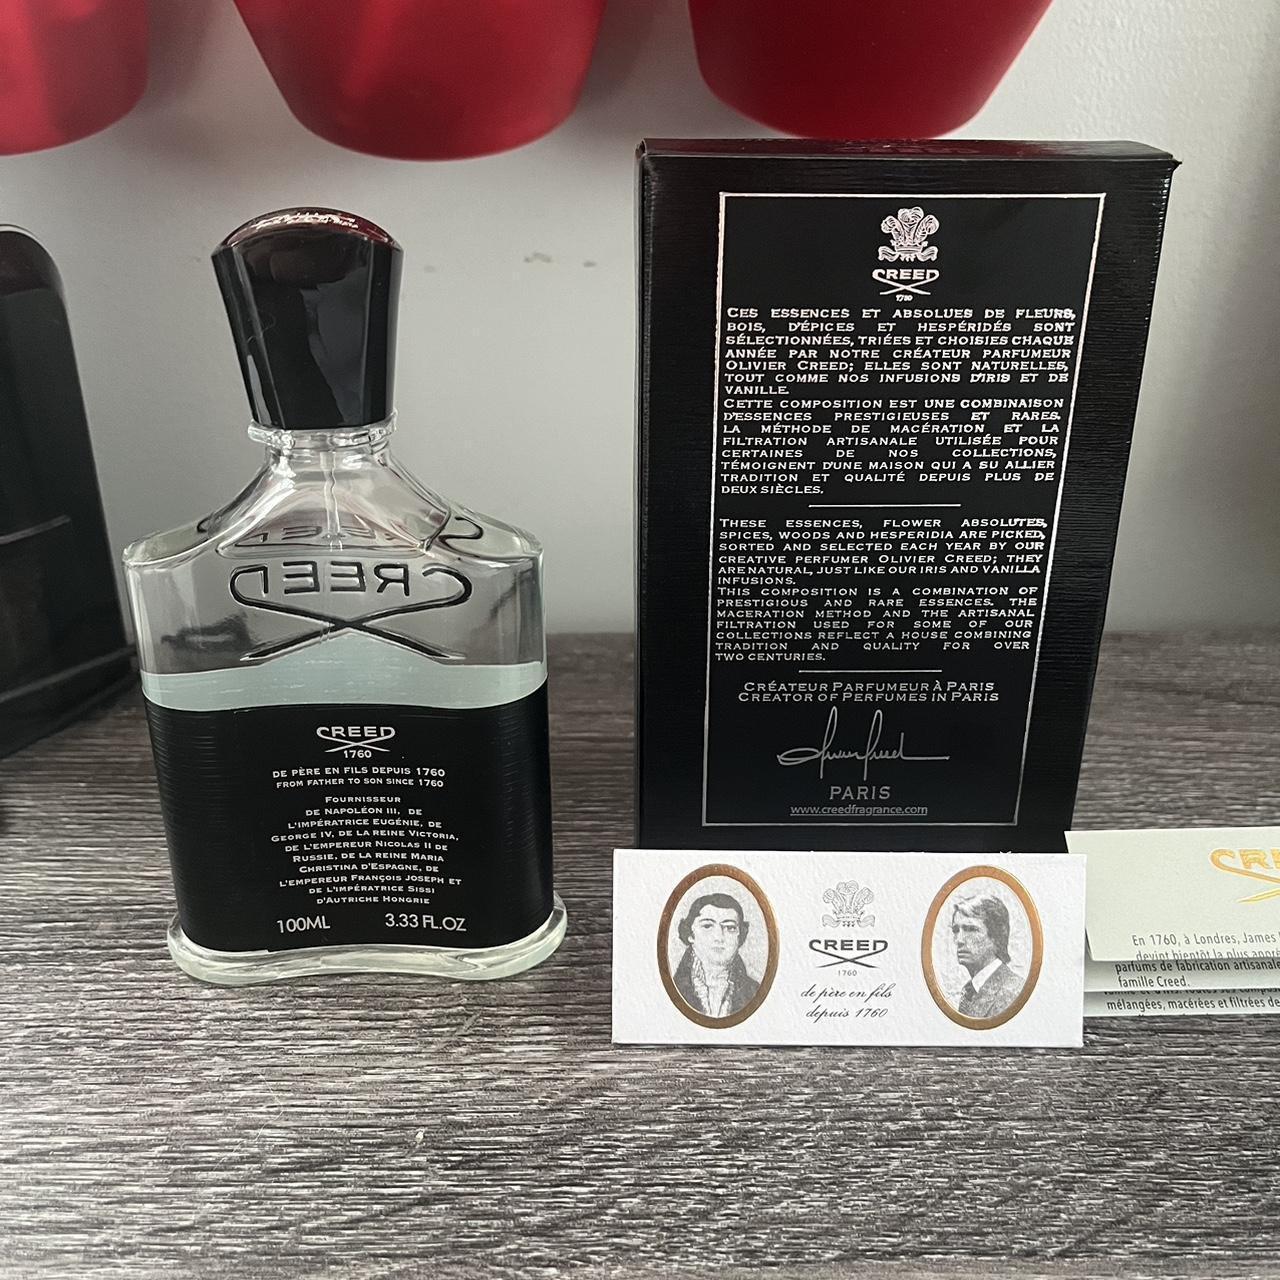 CREED
CREED
1760
DE PÈRE EN FILS DEPUIS 1760
FROM FATHER TO SON SINCE 1760
FOURNISSEUR
DE NAPOLÉON III, DE
L'IMPÉRATRICE EUGÉNIE, DE
GEORGE IV, DE LA REINE VICTORIA,
DE L'EMPEREUR NICOLAS II DE
RUSSIE, DE LA REINE MARIA
CHRISTINA D'ESPAGNE, DE
L'EMPEREUR FRANÇOIS JOSEPH ET
DE L'IMPÉRATRICE SISSI
D'AUTRICHE HONGRIE
100ML 3.33 FL.OZ
CREED
1760
CES ESSENCES ET ABSOLUES DE FLEURS,
BOIS, D'ÉPICES ET HESPÉRIDÉS SONT
SÉLECTIONNÉES, TRIÉES ET CHOISIES CHAQUE
ANNÉE PAR NOTRE CRÉATEUR PARFUMEUR
OLIVIER CREED; ELLES SONT NATURELLES,
TOUT COMME NOS INFUSIONS D'IRIS ET DE
VANILLE.
CETTE COMPOSITION EST UNE COMBINAISON
D'ESSENCES PRESTIGIEUSES ET RARES.
LA MÉTHODE DE MACÉRATION ET LA
FILTRATION ARTISANALE UTILISÉE POUR
CERTAINES DE NOS COLLECTIONS,
TÉMOIGNENT D'UNE MAISON QUI A SU ALLIER
TRADITION ET QUALITÉ DEPUIS PLUS DE
DEUX SIÈCLES.
THESE ESSENCES, FLOWER ABSOLUTES,
SPICES, WOODS AND HESPERIDIA ARE PICKED,
SORTED AND SELECTED EACH YEAR BY OUR
CREATIVE PERFUMER OLIVIER CREED; THEY
ARE NATURAL, JUST LIKE OUR IRIS AND VANILLA
INFUSIONS.
THIS COMPOSITION IS A COMBINATION OF
PRESTIGIOUS AND RARE ESSENCES. THE
MACERATION METHOD AND THE ARTISANAL
FILTRATION USED FOR SOME OF OUR
COLLECTIONS REFLECT A HOUSE COMBINING
TRADITION AND QUALITY FOR OVER
TWO CENTURIES.
CRÉATEUR PARFUMEUR À PARIS
CREATOR OF PERFUMES IN PARIS
PARIS
www.creedfragrance.com
CREED
1760
de père en fils
depuis 1760
En 1760, à Londres, James
devint bientôt la plus
parfums de fabrication artisanale
famille Creed.
mélangées, macérées et filtrées de